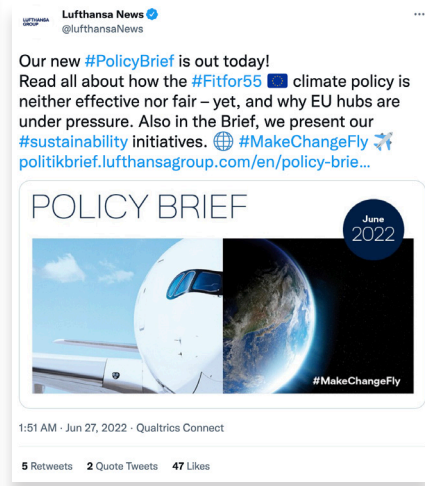 LUFTHANSA
GROUP
Lufthansa News
@lufthansaNews
Our new #PolicyBrief is out today!
Read all about how the #Fitfor55 🇪🇺 climate policy is
neither effective nor fair – yet, and why EU hubs are
under pressure. Also in the Brief, we present our
#sustainability initiatives. 🌐 #MakeChangeFly ✈️
politikbrief.lufthansagroup.com/en/policy-brie...
POLICY BRIEF
June
2022
#MakeChangeFly
1:51 AM · Jun 27, 2022 · Qualtrics Connect
5 Retweets 2 Quote Tweets 47 Likes